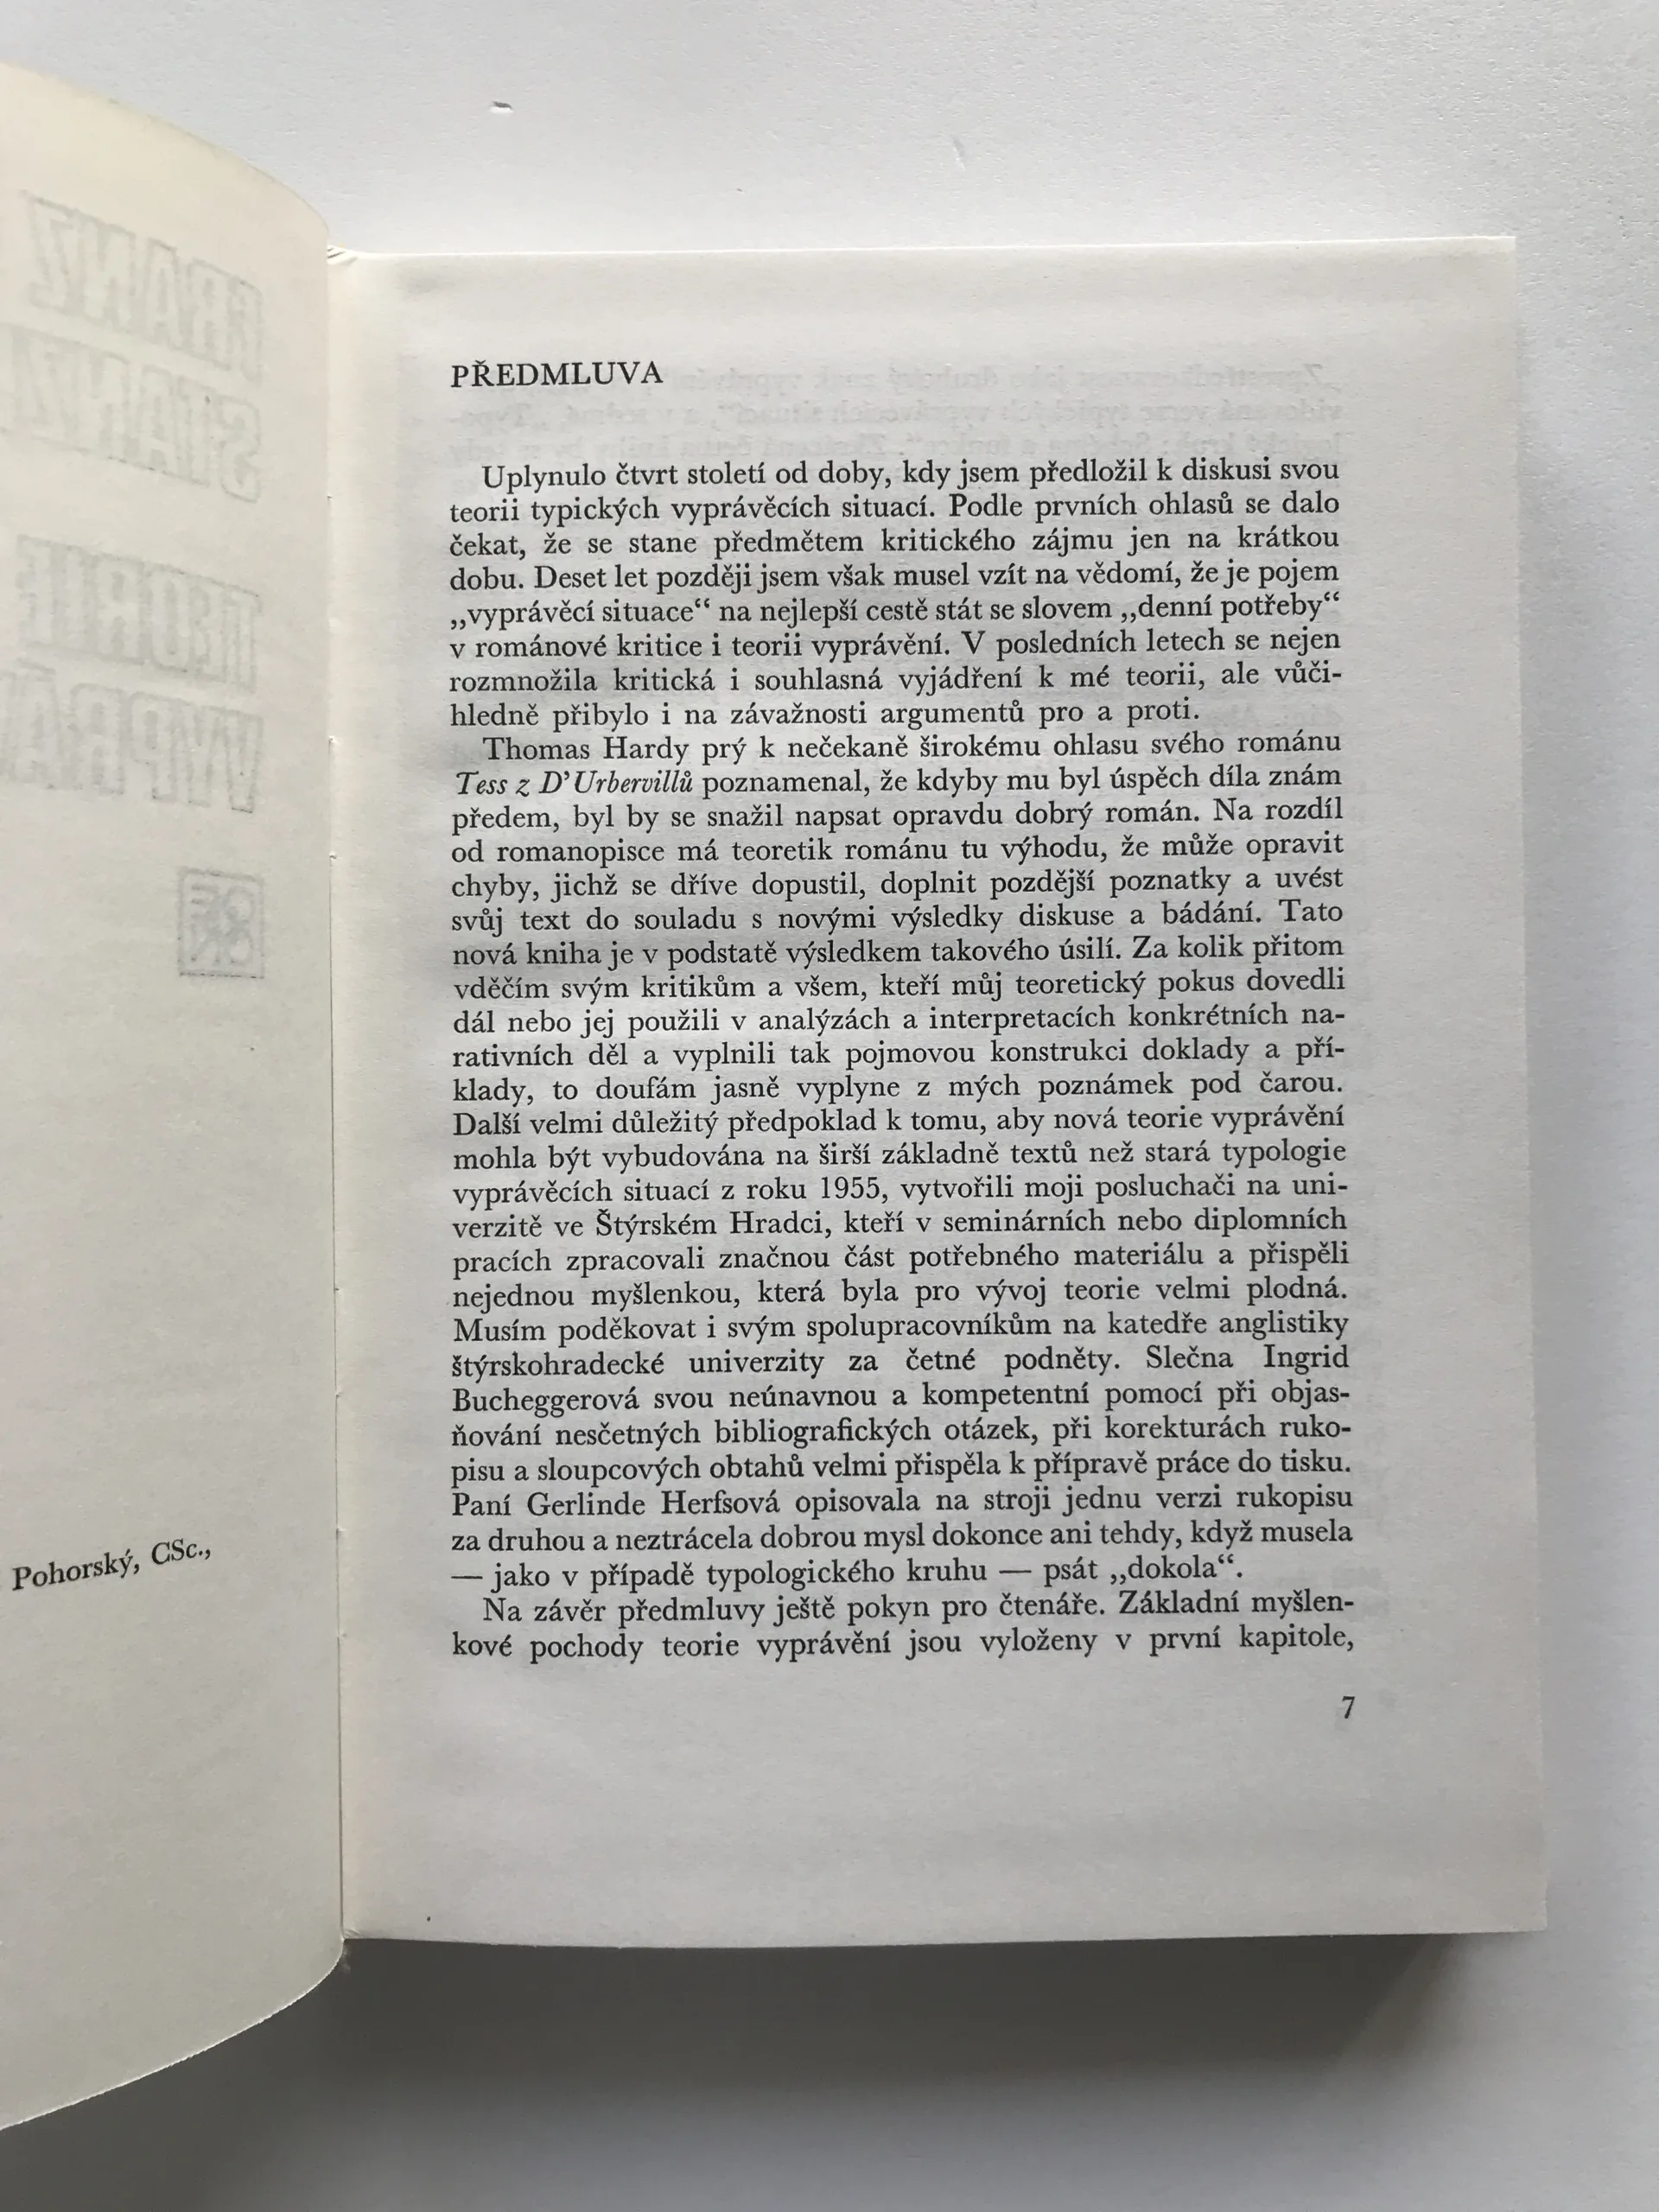 FRANZ
TEORIE
Pohorský, CSc.,
PŘEDMLUVA
Uplynulo čtvrt století od doby, kdy jsem předložil k diskusi svou
teorii typických vyprávěcích situací. Podle prvních ohlasů se dalo
čekat, že se stane předmětem kritického zájmu jen na krátkou
dobu. Deset let později jsem však musel vzít na vědomí, že je pojem
„vyprávěcí situace“ na nejlepší cestě stát se slovem „denní potřeby“
v románové kritice i teorii vyprávění. V posledních letech se nejen
rozmnožila kritická i souhlasná vyjádření k mé teorii, ale vůči-
hledně přibylo i na závažnosti argumentů pro a proti.
Thomas Hardy prý k nečekaně širokému ohlasu svého románu
Tess z D’Urbervillů poznamenal, že kdyby mu byl úspěch díla znám
předem, byl by se snažil napsat opravdu dobrý román. Na rozdíl
od romanopisce má teoretik románu tu výhodu, že může opravit
chyby, jichž se dříve dopustil, doplnit pozdější poznatky a uvést
svůj text do souladu s novými výsledky diskuse a bádání. Tato
nová kniha je v podstatě výsledkem takového úsilí. Za kolik přitom
vděčím svým kritikům a všem, kteří můj teoretický pokus dovedli
dál nebo jej použili v analýzách a interpretacích konkrétních na-
rativních děl a vyplnili tak pojmovou konstrukci doklady a pří-
klady, to doufám jasně vyplyne z mých poznámek pod čarou.
Další velmi důležitý předpoklad k tomu, aby nová teorie vyprávění
mohla být vybudována na širší základně textů než stará typologie
vyprávěcích situací z roku 1955, vytvořili moji posluchači na uni-
verzitě ve Štýrském Hradci, kteří v seminárních nebo diplomních
pracích zpracovali značnou část potřebného materiálu a přispěli
nejednou myšlenkou, která byla pro vývoj teorie velmi plodná.
Musím poděkovat i svým spolupracovníkům na katedře anglistiky
štýrskohradecké univerzity za četné podněty. Slečna Ingrid
Bucheggerová svou neúnavnou a kompetentní pomocí při objas-
ňování nesčetných bibliografických otázek, při korekturách ruko-
pisu a sloupcových obtahů velmi přispěla k přípravě práce do tisku.
Paní Gerlinde Herfsová opisovala na stroji jednu verzi rukopisu
za druhou a neztrácela dobrou mysl dokonce ani tehdy, když musela
— jako v případě typologického kruhu — psát „dokola“.
Na závěr předmluvy ještě pokyn pro čtenáře. Základní myšlen-
kové pochody teorie vyprávění jsou vyloženy v první kapitole,
7